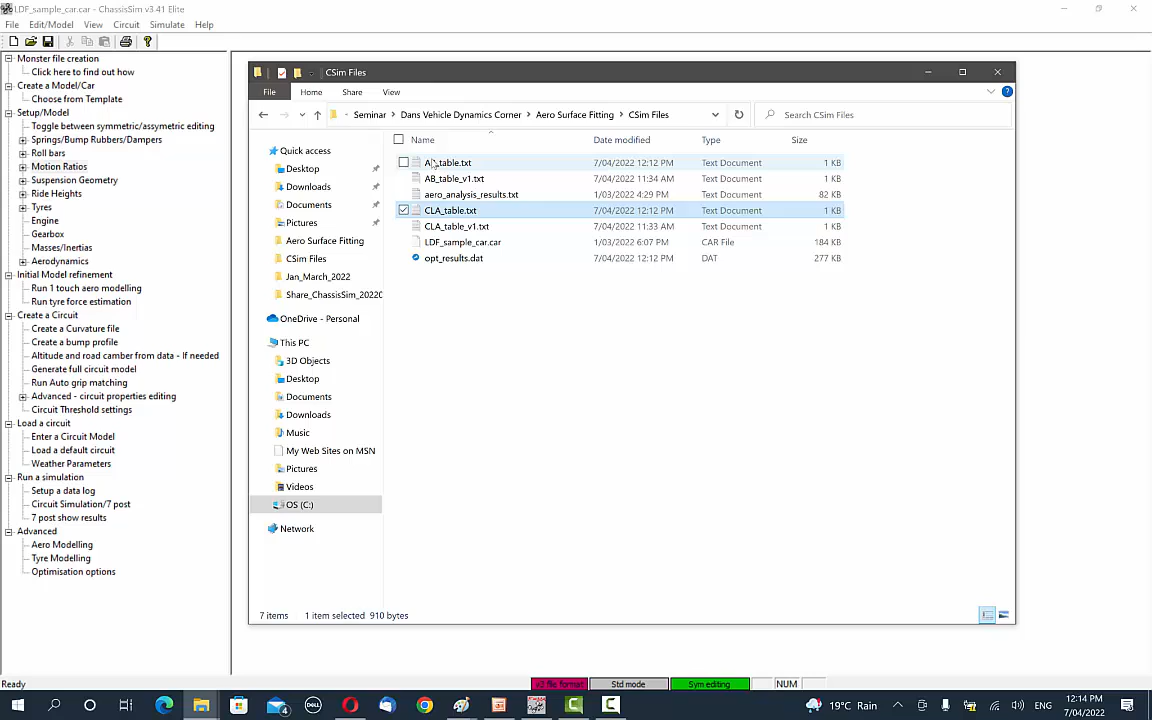 LDF_sample_car.car - ChassisSim v3.41 Elite
File Edit/Model View Circuit Simulate Help
Monster file creation
Click here to find out how
Create a Model/Car
Choose from Template
Setup/Model
Toggle between symmetric/assymetric editing
Springs/Bump Rubbers/Dampers
Roll bars
Motion Ratios
Suspension Geometry
Ride Heights
Tyres
Engine
Gearbox
Masses/Inertias
Aerodynamics
Initial Model refinement
Run 1 touch aero modelling
Run tyre force estimation
Create a Circuit
Create a Curvature file
Create a bump profile
Altitude and road camber from data - If needed
Generate full circuit model
Run Auto grip matching
Advanced - circuit properties editing
Circuit Threshold settings
Load a circuit
Enter a Circuit Model
Load a default circuit
Weather Parameters
Run a simulation
Setup a data log
Circuit Simulation/7 post
7 post show results
Advanced
Aero Modelling
Tyre Modelling
Optimisation options
CSim Files
File Home Share View
Seminar > Dans Vehicle Dynamics Corner > Aero Surface Fitting > CSim Files
Search CSim Files
Quick access
Desktop
Downloads
Documents
Pictures
Aero Surface Fitting
CSim Files
Jan_March_2022
Share_ChassisSim_20220
OneDrive - Personal
This PC
3D Objects
Desktop
Documents
Downloads
Music
My Web Sites on MSN
Pictures
Videos
OS (C:)
Network
Name Date modified Type Size
_table.txt 7/04/2022 12:12 PM Text Document 1 KB
AB_table_v1.txt 7/04/2022 11:34 AM Text Document 1 KB
aero_analysis_results.txt 1/03/2022 4:29 PM Text Document 82 KB
CLA_table.txt 7/04/2022 12:12 PM Text Document 1 KB
CLA_table_v1.txt 7/04/2022 11:33 AM Text Document 1 KB
LDF_sample_car.car 1/03/2022 6:07 PM CAR File 184 KB
opt_results.dat 7/04/2022 12:12 PM DAT 277 KB
7 items 1 item selected 910 bytes
Ready
v2 file format Std mode Sym editing NUM
19°C Rain ENG
12:14 PM
7/04/2022